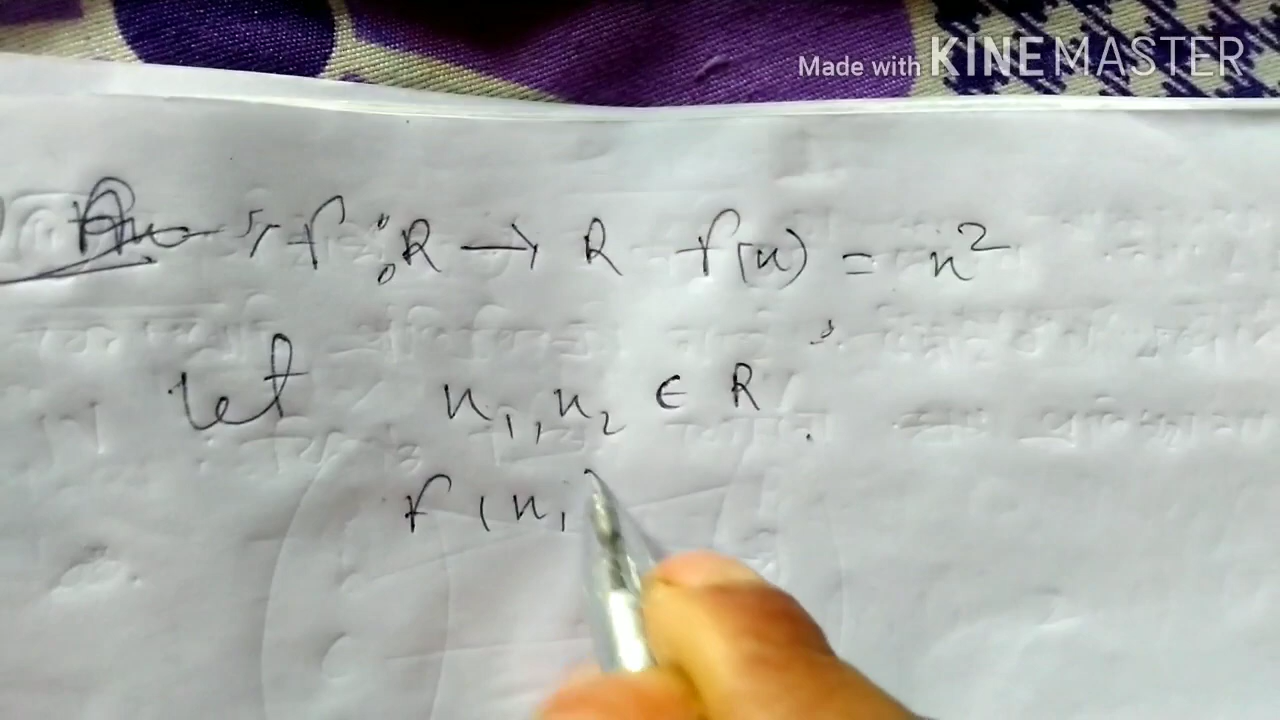 Made with KINEMASTER
f : R → R f(x) = x²
let x₁, x₂ ∈ R.
f(x₁